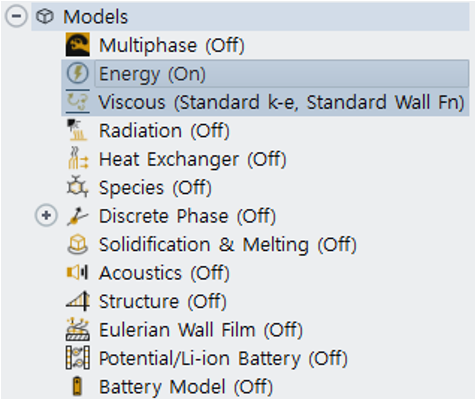 Models
Multiphase (Off)
Energy (On)
Viscous (Standard k-e, Standard Wall Fn)
Radiation (Off)
Heat Exchanger (Off)
Species (Off)
Discrete Phase (Off)
Solidification & Melting (Off)
Acoustics (Off)
Structure (Off)
Eulerian Wall Film (Off)
Potential/Li-ion Battery (Off)
Battery Model (Off)